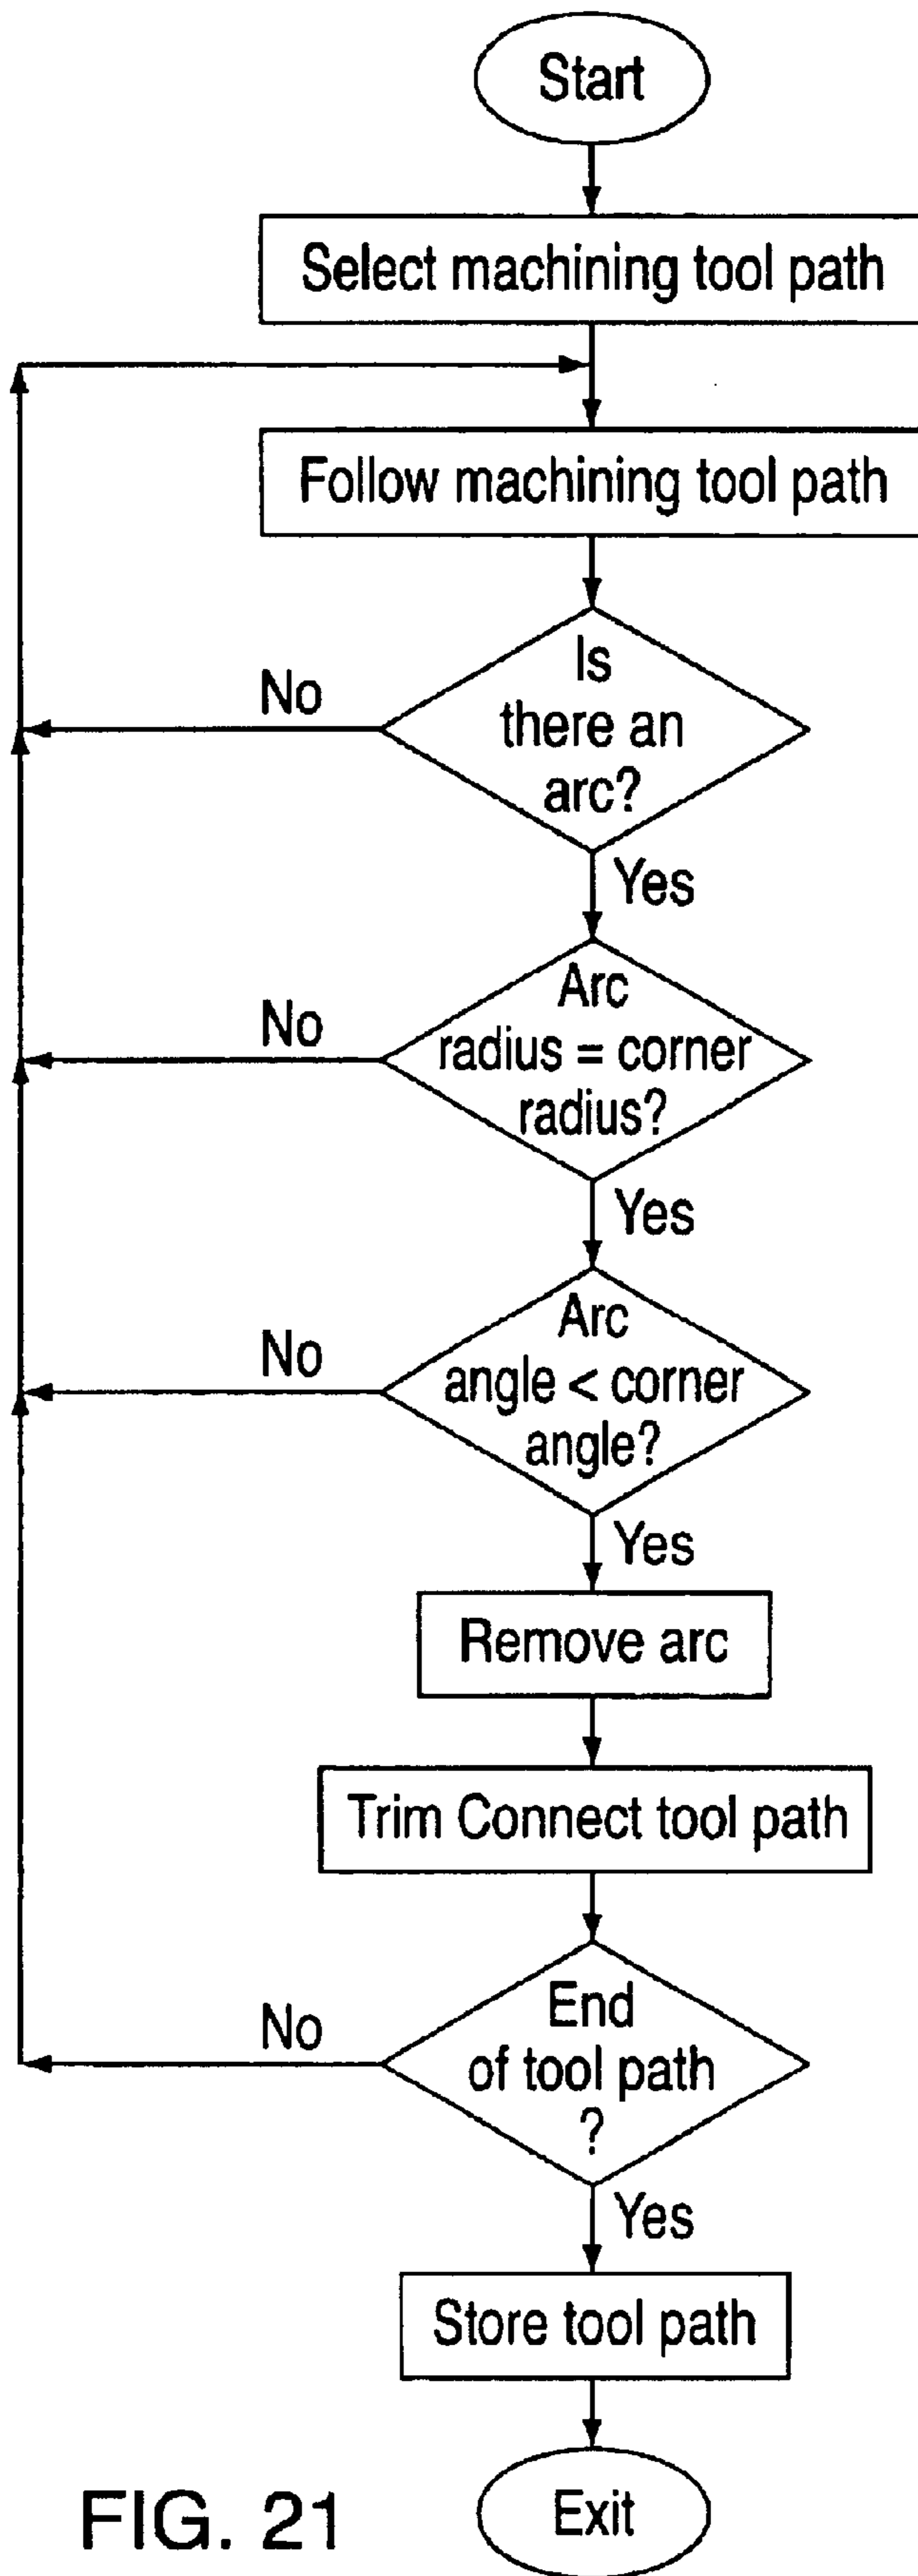 Start
Select machining tool path
Follow machining tool path
Is
there an
arc?
No
Yes
Arc
radius = corner
radius?
No
Yes
Arc
angle < corner
angle?
No
Yes
Remove arc
Trim Connect tool path
End
of tool path
?
No
Yes
Store tool path
Exit
FIG. 21